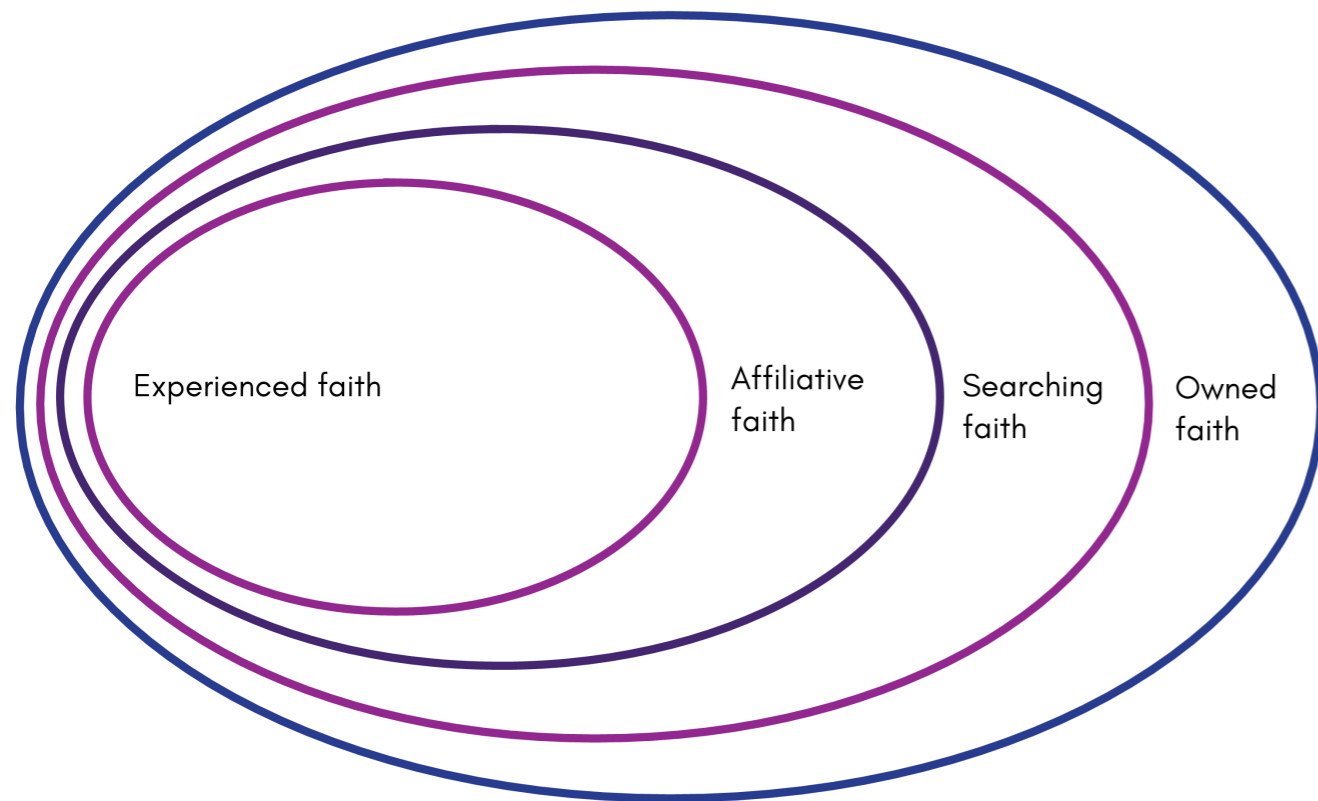 Experienced faith
Affiliative
faith
Searching
faith
Owned
faith